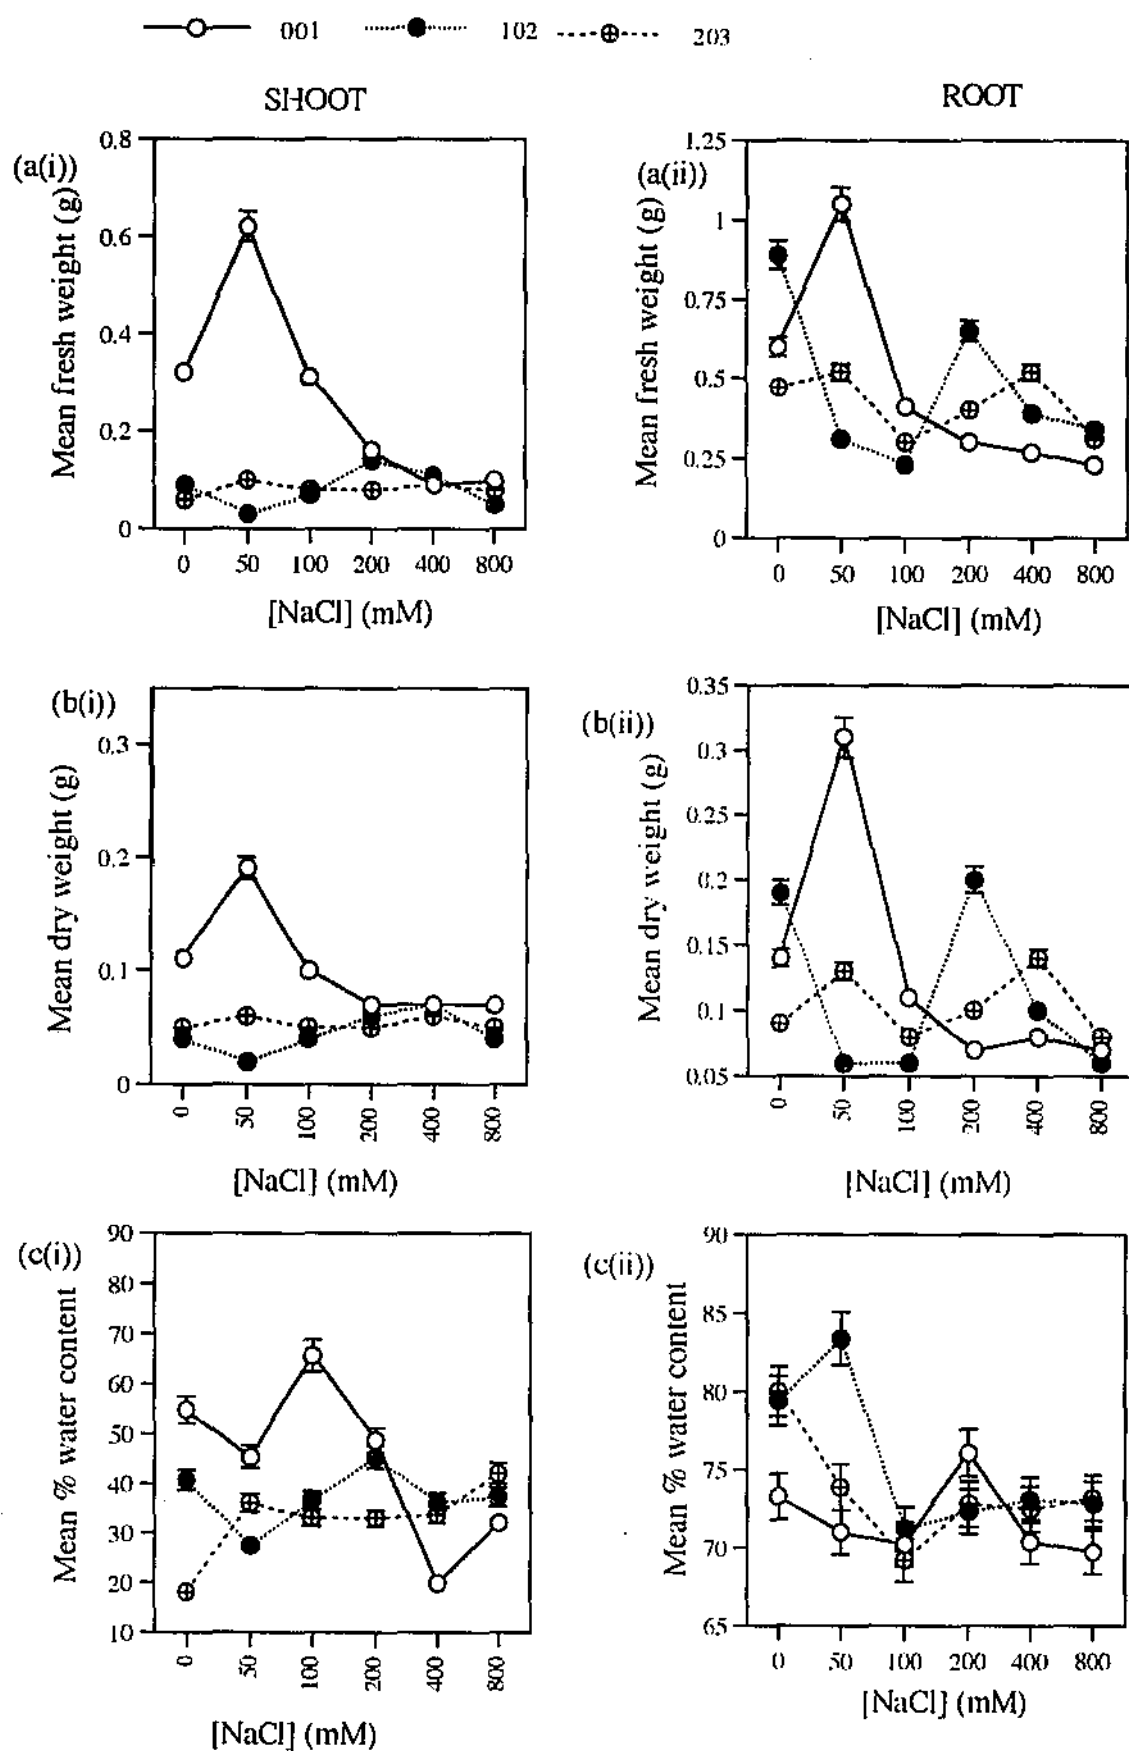 001 102 203
SHOOT ROOT
(a(i))
Mean fresh weight (g)
0.8
0.6
0.4
0.2
0
0 50 100 200 400 800
[NaCl] (mM)
(a(ii))
Mean fresh weight (g)
1.25
1
0.75
0.5
0.25
0
0 50 100 200 400 800
[NaCl] (mM)
(b(i))
Mean dry weight (g)
0.3
0.2
0.1
0
0 50 100 200 400 800
[NaCl] (mM)
(b(ii))
Mean dry weight (g)
0.35
0.3
0.25
0.2
0.15
0.1
0.05
0 50 100 200 400 800
[NaCl] (mM)
(c(i))
Mean % water content
90
80
70
60
50
40
30
20
10
0 50 100 200 400 800
[NaCl] (mM)
(c(ii))
Mean % water content
90
85
80
75
70
65
0 50 100 200 400 800
[NaCl] (mM)